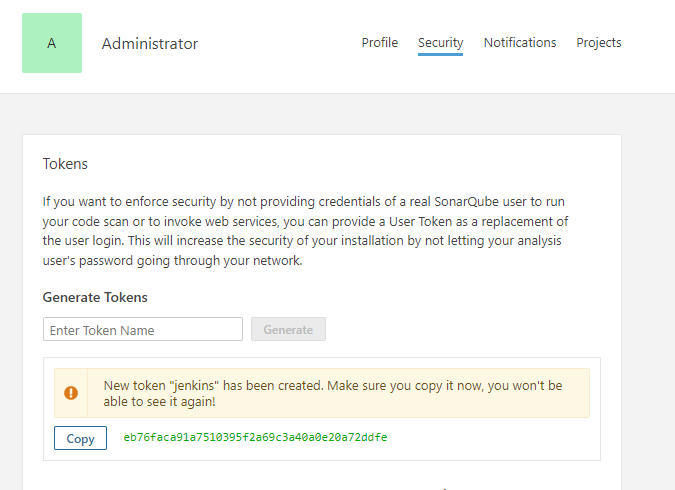 A
Administrator
Profile Security Notifications Projects
Tokens
If you want to enforce security by not providing credentials of a real SonarQube user to run
your code scan or to invoke web services, you can provide a User Token as a replacement of
the user login. This will increase the security of your installation by not letting your analysis
user's password going through your network.
Generate Tokens
Enter Token Name Generate
New token "jenkins" has been created. Make sure you copy it now, you won't be
able to see it again!
Copy eb76faca91a7510395f2a69c3a40a0e20a72ddfe